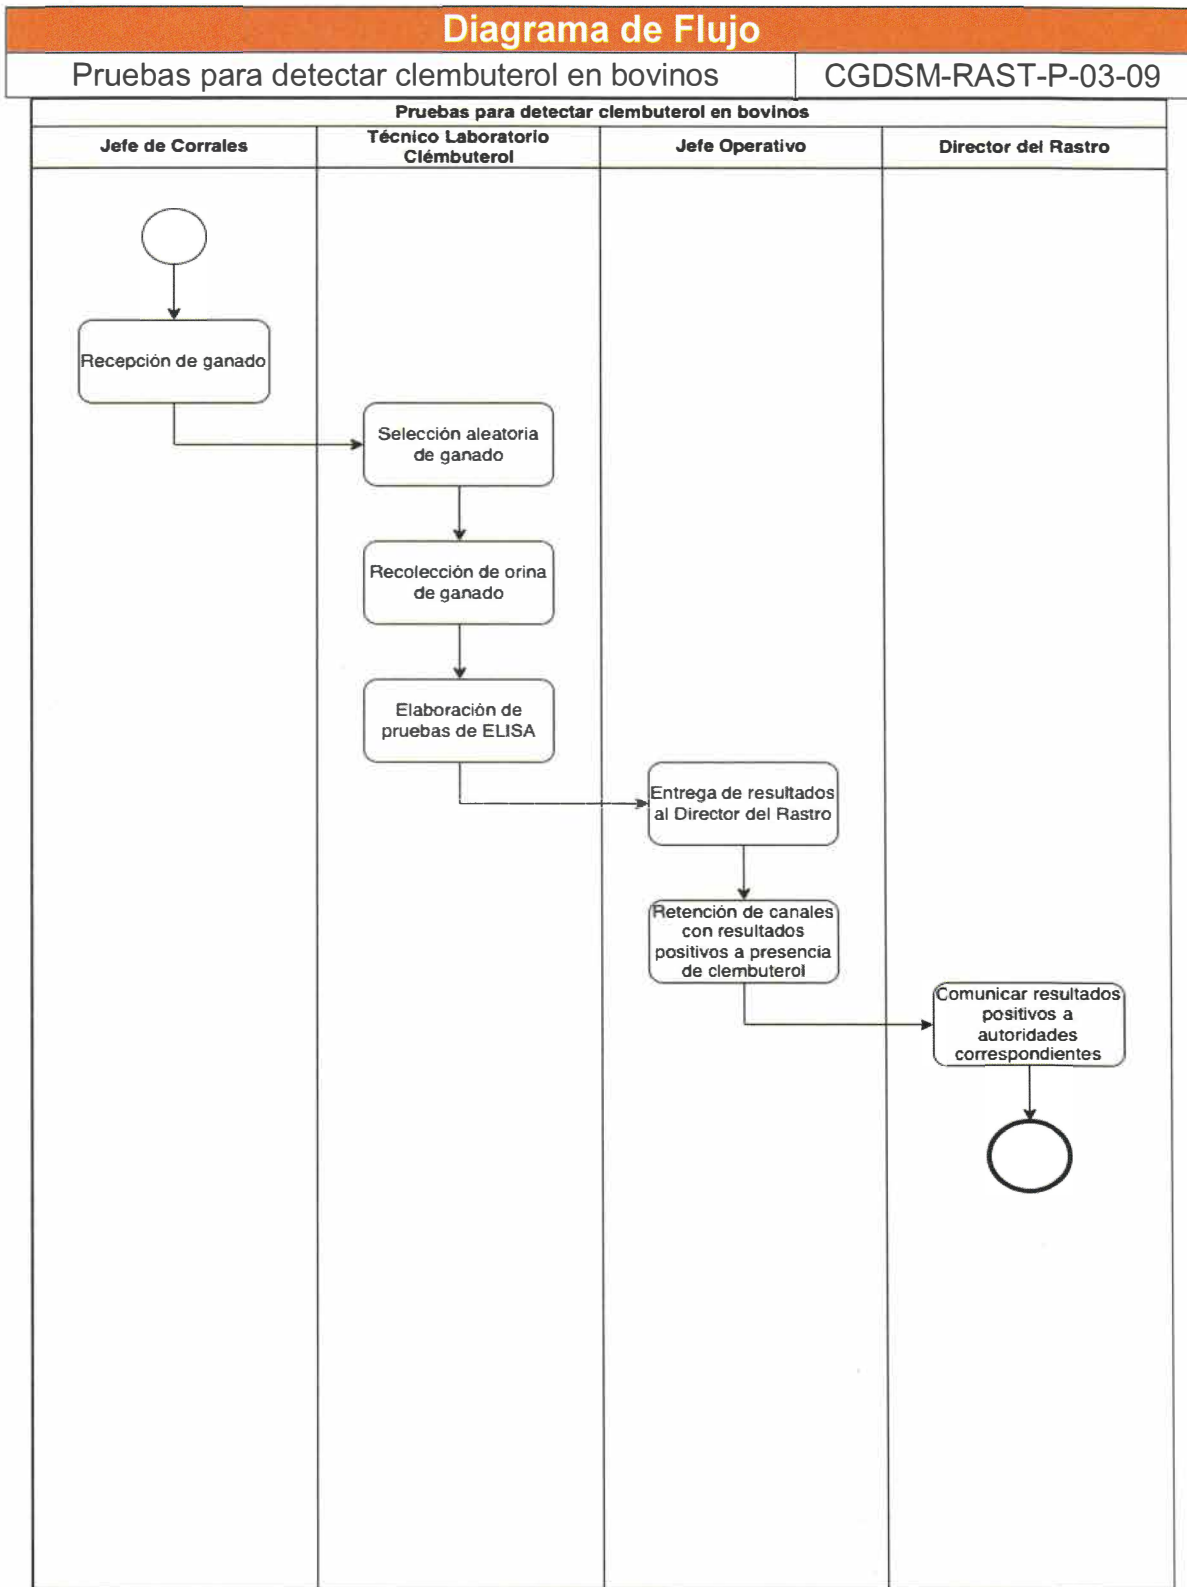 Diagrama de Flujo
Pruebas para detectar clembuterol en bovinos
CGDSM-RAST-P-03-09
Pruebas para detectar clembuterol en bovinos
Jefe de Corrales
Técnico Laboratorio
Clémbuterol
Jefe Operativo
Director del Rastro
Recepción de ganado
Selección aleatoria
de ganado
Recolección de orina
de ganado
Elaboración de
pruebas de ELISA
Entrega de resultados
al Director del Rastro
Retención de canales
con resultados
positivos a presencia
de clembuterol
Comunicar resultados
positivos a
autoridades
correspondientes